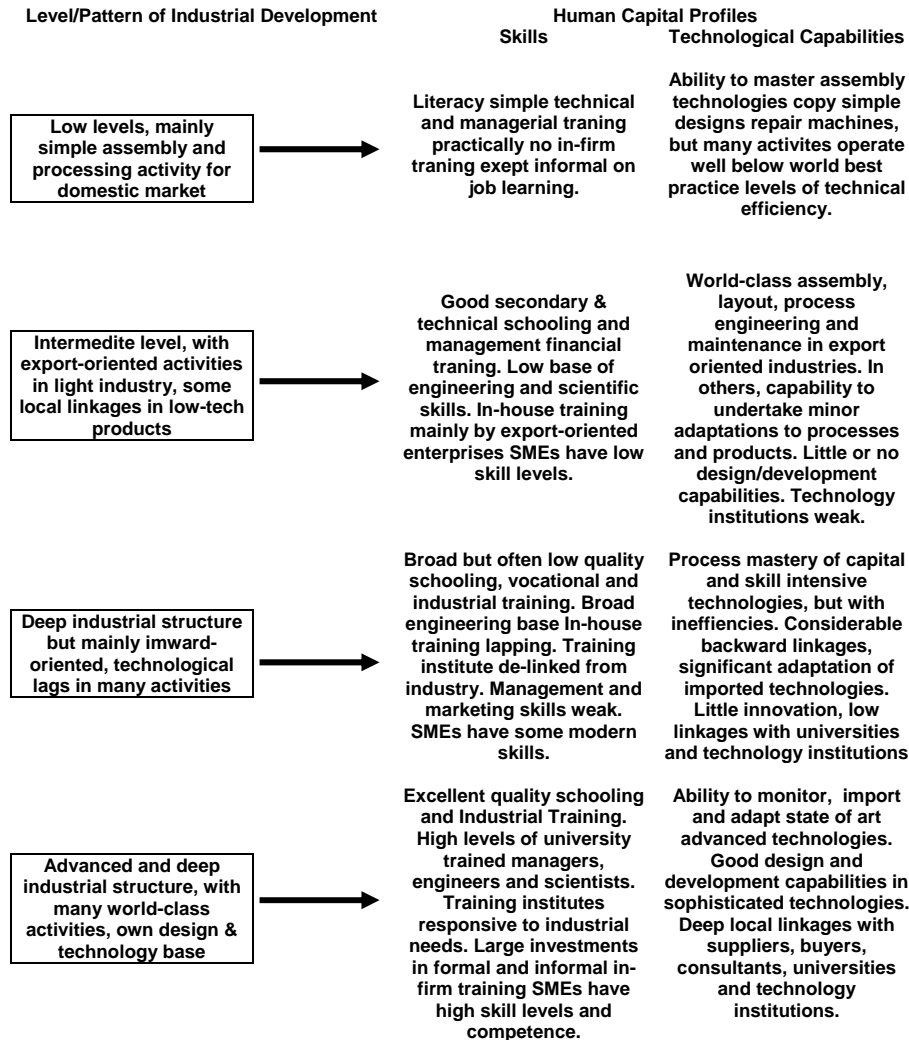 Level/Pattern of Industrial Development
Human Capital Profiles
Skills
Technological Capabilities
Low levels, mainly
simple assembly and
processing activity for
domestic market
Literacy simple technical
and managerial traning
practically no in-firm
traning exept informal on
job learning.
Ability to master assembly
technologies copy simple
designs repair machines,
but many activites operate
well below world best
practice levels of technical
efficiency.
Intermedite level, with
export-oriented activities
in light industry, some
local linkages in low-tech
products
Good secondary &
technical schooling and
management financial
traning. Low base of
engineering and scientific
skills. In-house training
mainly by export-oriented
enterprises SMEs have low
skill levels.
World-class assembly,
layout, process
engineering and
maintenance in export
oriented industries. In
others, capability to
undertake minor
adaptations to processes
and products. Little or no
design/development
capabilities. Technology
institutions weak.
Deep industrial structure
but mainly imward-
oriented, technological
lags in many activities
Broad but often low quality
schooling, vocational and
industrial training. Broad
engineering base In-house
training lapping. Training
institute de-linked from
industry. Management and
marketing skills weak.
SMEs have some modern
skills.
Process mastery of capital
and skill intensive
technologies, but with
ineffiencies. Considerable
backward linkages,
significant adaptation of
imported technologies.
Little innovation, low
linkages with universities
and technology institutions
Advanced and deep
industrial structure, with
many world-class
activities, own design &
technology base
Excellent quality schooling
and Industrial Training.
High levels of university
trained managers,
engineers and scientists.
Training institutes
responsive to industrial
needs. Large investments
in formal and informal in-
firm training SMEs have
high skill levels and
competence.
Ability to monitor, import
and adapt state of art
advanced technologies.
Good design and
development capabilities in
sophisticated technologies.
Deep local linkages with
suppliers, buyers,
consultants, universities
and technology
institutions.